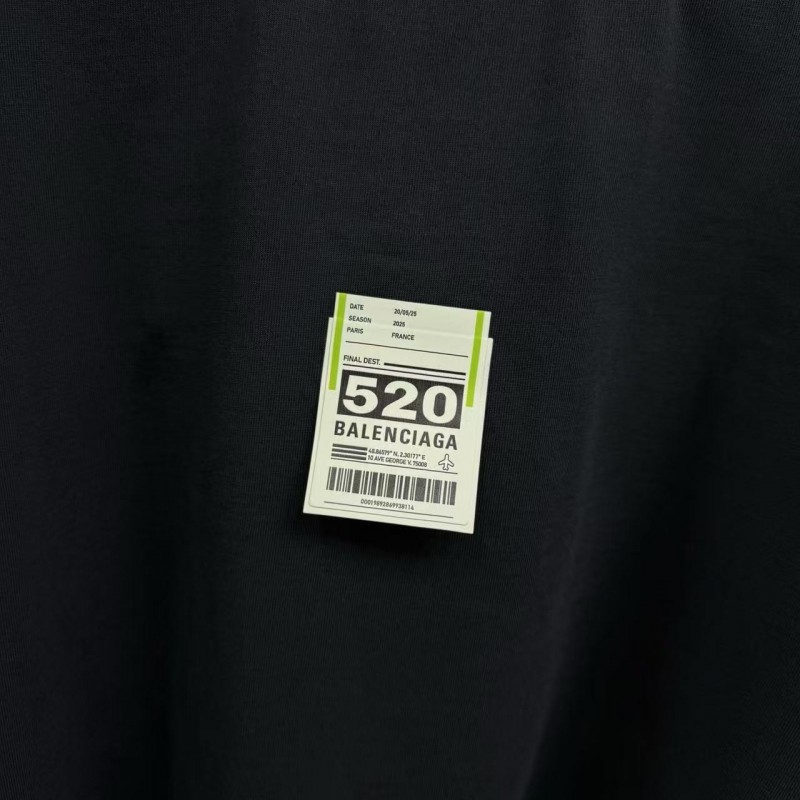 DATE 20/05/25
SEASON 2025
PARIS FRANCE
FINAL DEST.
520
BALENCIAGA
48.86579° N, 2.30177° E
10 AVE GEORGE V, 75008
00019892869938114